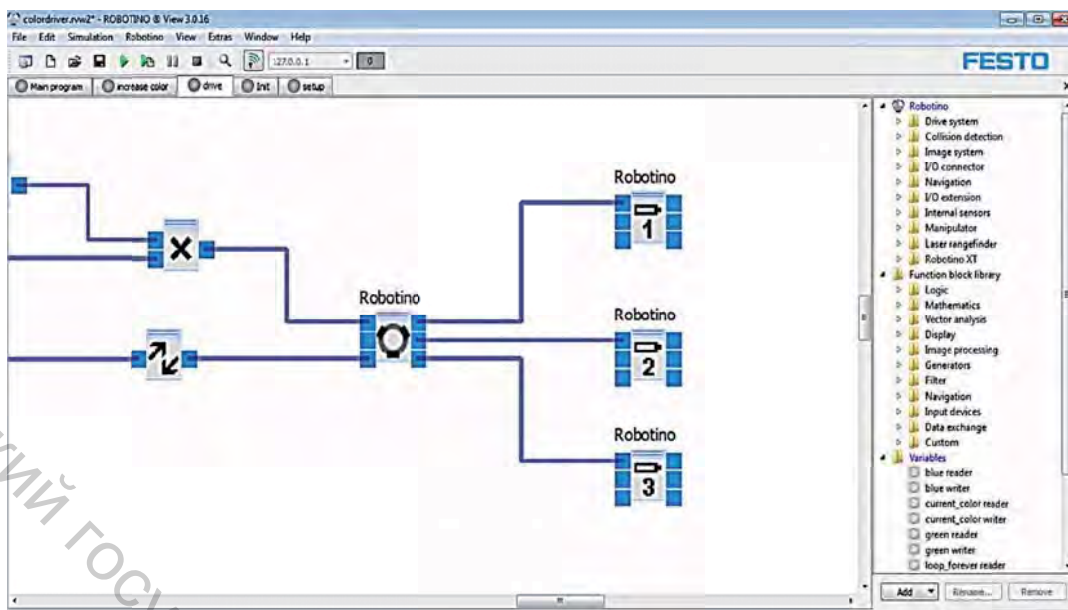 colordriver.rvw2* - ROBOTINO ® View 3.0.16
File Edit Simulation Robotino View Extras Window Help
127.0.0.1 0
FESTO
Main program increase color drive Init setup
Robotino
1
Robotino
Robotino
2
Robotino
3
Robotino
Drive system
Collision detection
Image system
I/O connector
Navigation
I/O extension
Internal sensors
Manipulator
Laser rangefinder
Robotino XT
Function block library
Logic
Mathematics
Vector analysis
Display
Image processing
Generators
Filter
Navigation
Input devices
Data exchange
Custom
Variables
blue reader
blue writer
current_color reader
current_color writer
green reader
green writer
loop_forever reader
Add Rename... Remove